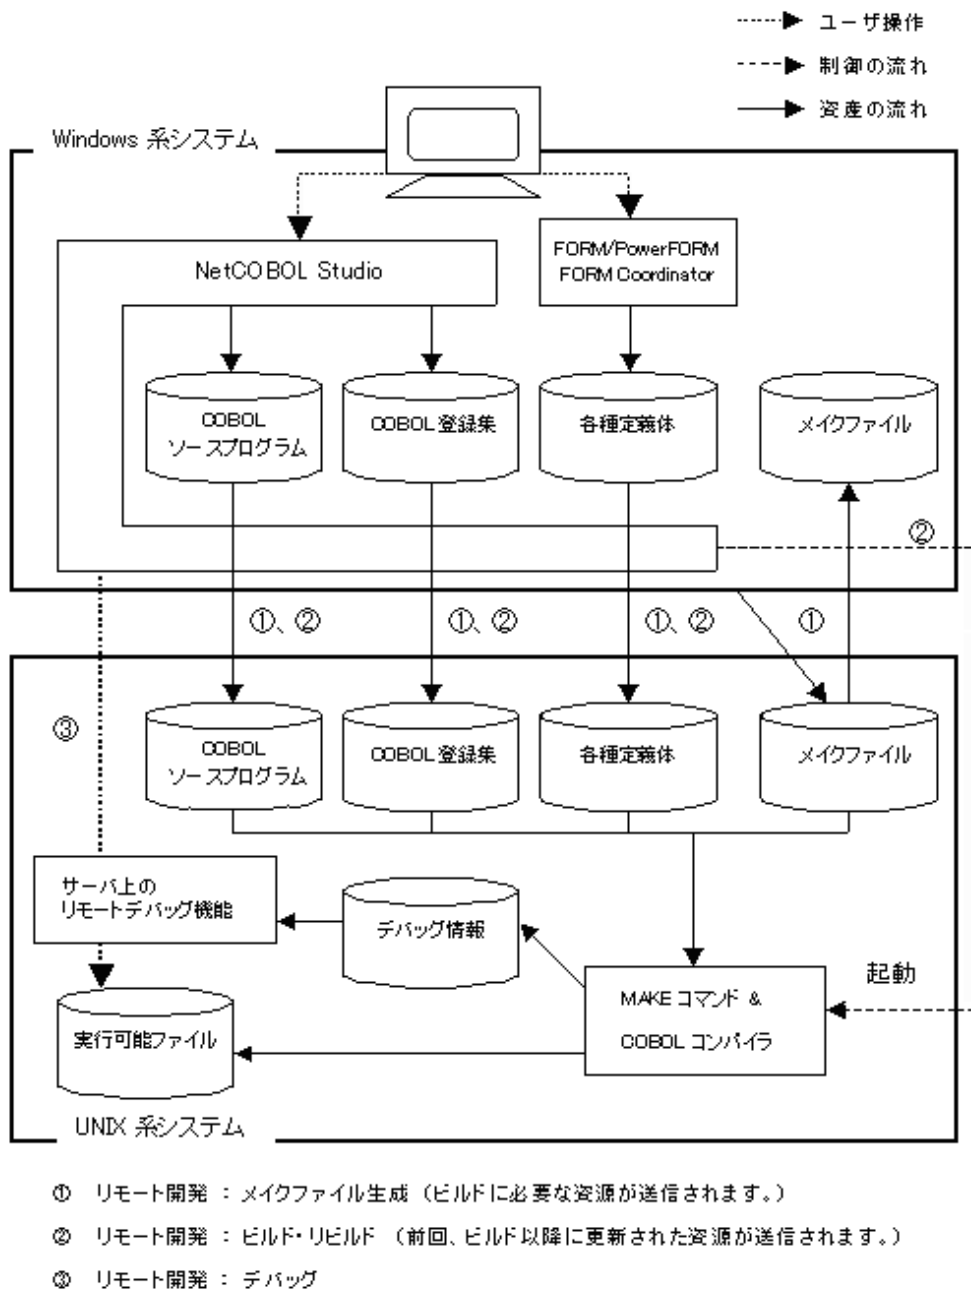 ユーザ操作
制御の流れ
資産の流れ
Windows 系システム
NetCOBOL Studio
FORM/PowerFORM
FORM Coordinator
COBOL
ソースプログラム
COBOL 登録集
各種定義体
メイクファイル
②
①、②
①、②
①、②
①
③
COBOL
ソースプログラム
COBOL 登録集
各種定義体
メイクファイル
サーバ上の
リモートデバッグ機能
デバッグ情報
起動
MAKE コマンド &
COBOL コンパイラ
実行可能ファイル
UNIX 系システム
① リモート開発 : メイクファイル生成 (ビルドに必要な資源が送信されます。)
② リモート開発 : ビルド・リビルド (前回、ビルド以降に更新された資源が送信されます。)
③ リモート開発 : デバッグ